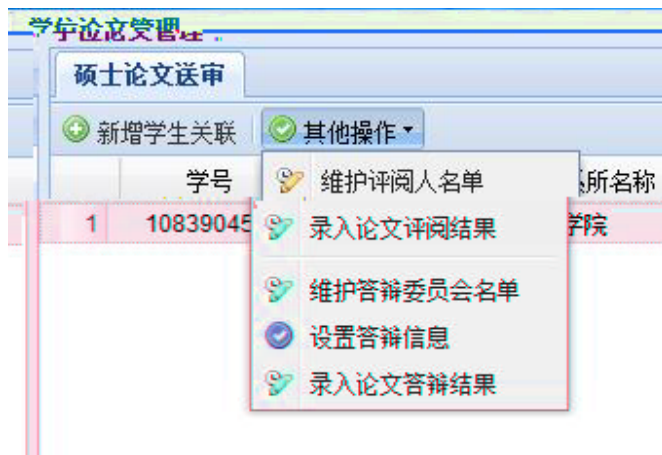 学位论文管理
硕士论文送审
新增学生关联 其他操作
学号 所名称
维护评阅人名单
1 10839045 学院
录入论文评阅结果
维护答辩委员会名单
设置答辩信息
录入论文答辩结果